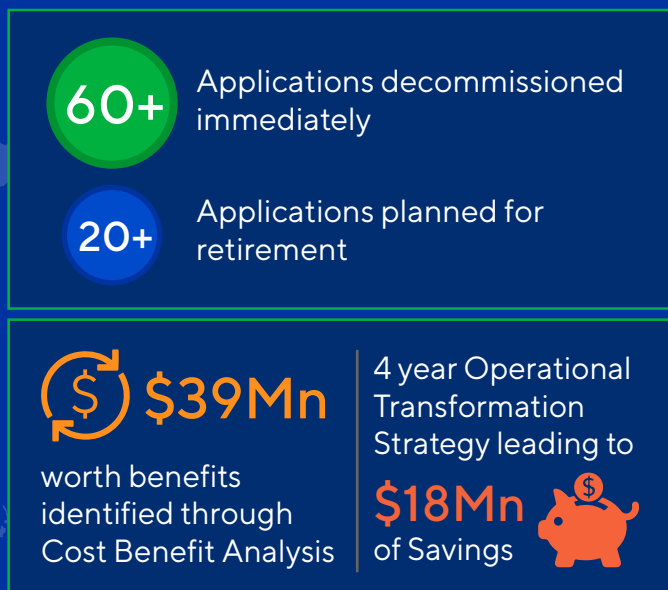 60+
Applications decommissioned
immediately
20+
Applications planned for
retirement
$
$39Mn
worth benefits
identified through
Cost Benefit Analysis
4 year Operational
Transformation
Strategy leading to
$18Mn
$
of Savings